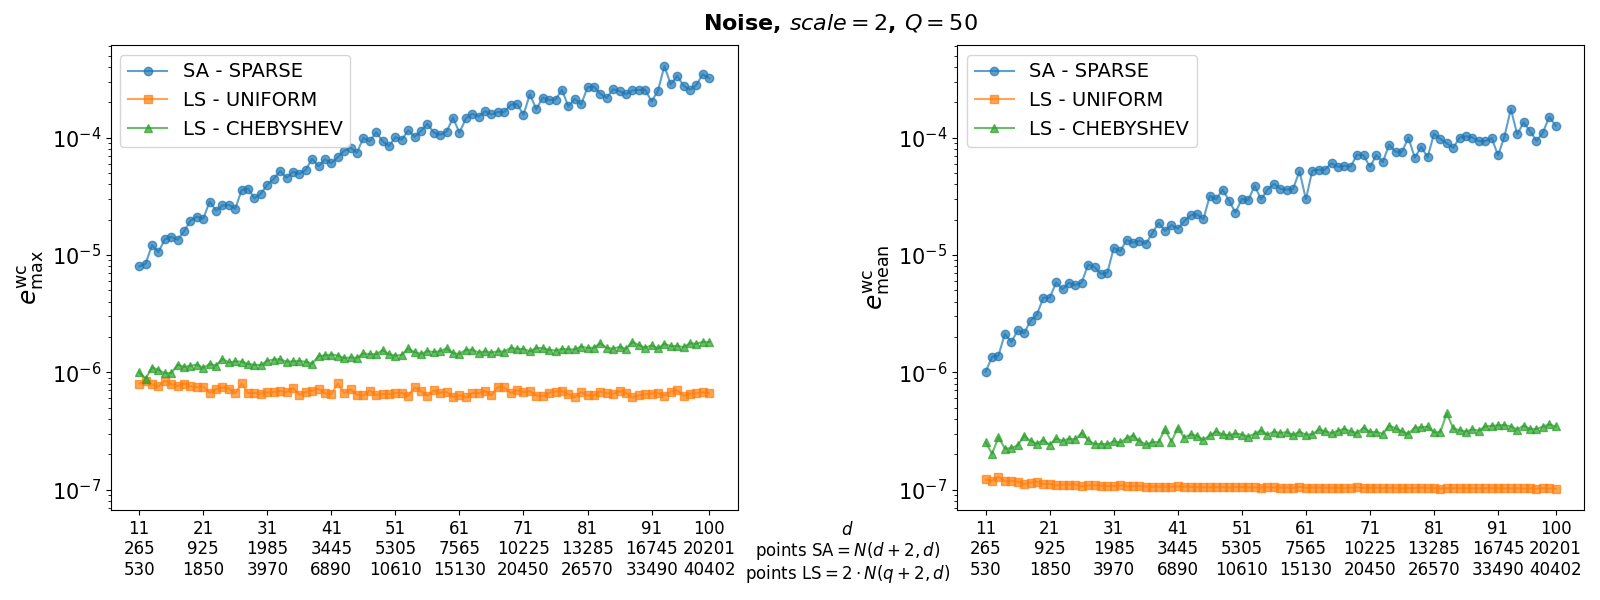 Noise, scale = 2, Q = 50
SA - SPARSE
LS - UNIFORM
LS - CHEBYSHEV
10⁻⁴
10⁻⁵
10⁻⁶
10⁻⁷
e^wc_max
11 21 31 41 51 61 71 81 91 100
265 925 1985 3445 5305 7565 10225 13285 16745 20201
530 1850 3970 6890 10610 15130 20450 26570 33490 40402
d
points SA = N(d + 2, d)
points LS = 2 · N(q + 2, d)
SA - SPARSE
LS - UNIFORM
LS - CHEBYSHEV
10⁻⁴
10⁻⁵
10⁻⁶
10⁻⁷
e^wc_mean
11 21 31 41 51 61 71 81 91 100
265 925 1985 3445 5305 7565 10225 13285 16745 20201
530 1850 3970 6890 10610 15130 20450 26570 33490 40402